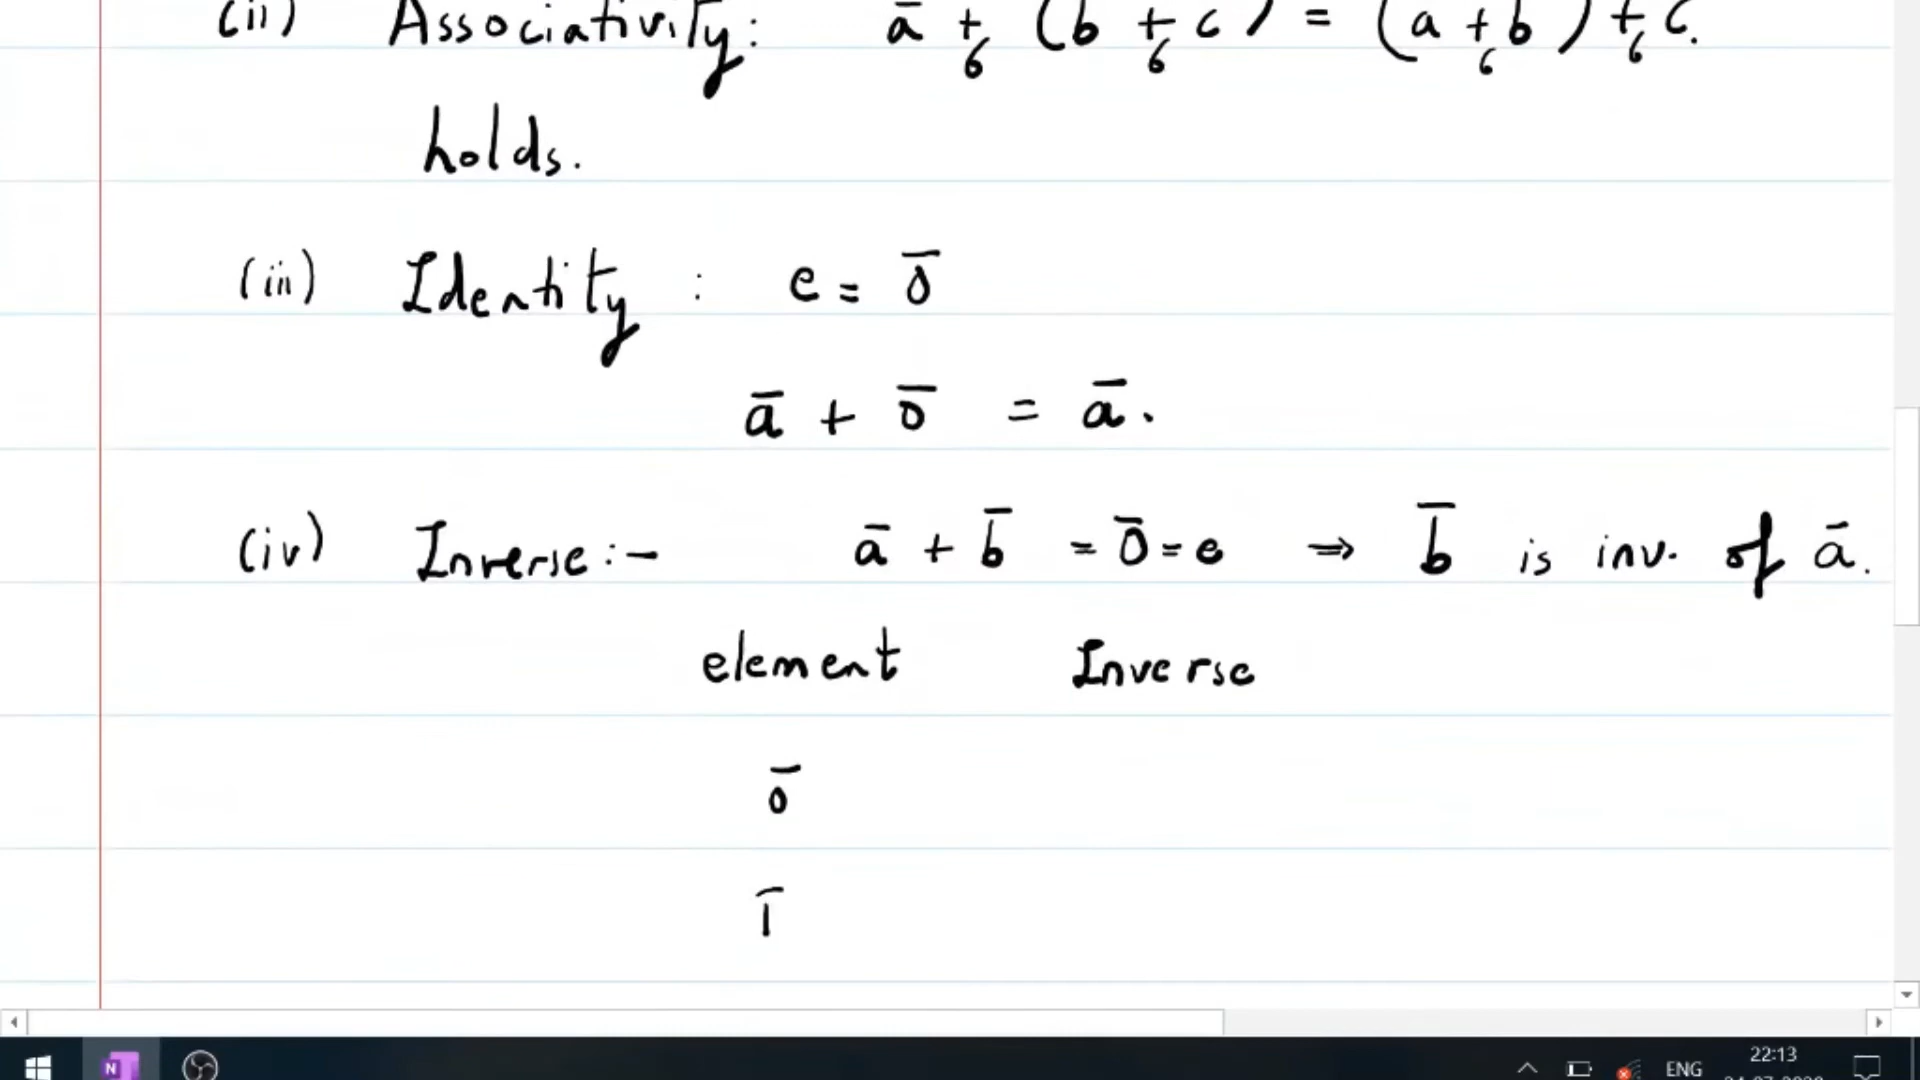 (ii) Associativity: ā +₆ (b +₆ c) = (a +₆ b) +₆ c.
holds.
(iii) Identity : e = 0̄
ā + 0̄ = ā.
(iv) Inverse:- ā + b̄ = 0̄ = e ⇒ b̄ is inv. of ā.
element Inverse
0̄
1̄
N ENG 22:13